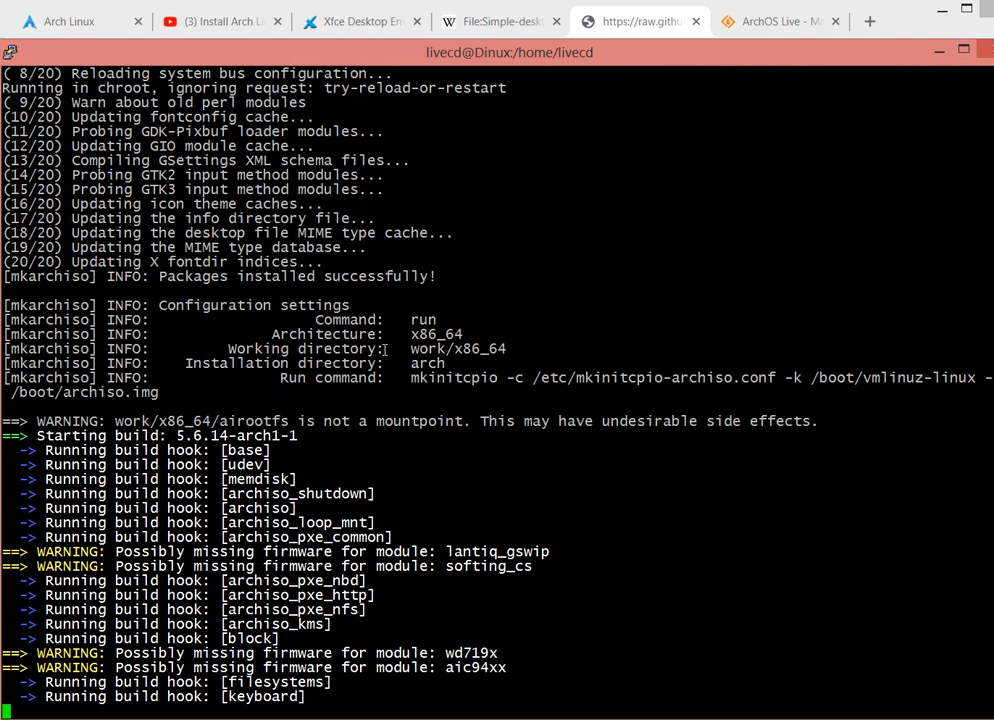 Arch Linux
(3) Install Arch Li
Xfce Desktop En
File:Simple-deskt
https://raw.githu
ArchOS Live - M
livecd@Dinux:/home/livecd
( 8/20) Reloading system bus configuration...
Running in chroot, ignoring request: try-reload-or-restart
( 9/20) Warn about old perl modules
(10/20) Updating fontconfig cache...
(11/20) Probing GDK-Pixbuf loader modules...
(12/20) Updating GIO module cache...
(13/20) Compiling GSettings XML schema files...
(14/20) Probing GTK2 input method modules...
(15/20) Probing GTK3 input method modules...
(16/20) Updating icon theme caches...
(17/20) Updating the info directory file...
(18/20) Updating the desktop file MIME type cache...
(19/20) Updating the MIME type database...
(20/20) Updating X fontdir indices...
[mkarchiso] INFO: Packages installed successfully!
[mkarchiso] INFO: Configuration settings
[mkarchiso] INFO: Command: run
[mkarchiso] INFO: Architecture: x86_64
[mkarchiso] INFO: Working directory: work/x86_64
[mkarchiso] INFO: Installation directory: arch
[mkarchiso] INFO: Run command: mkinitcpio -c /etc/mkinitcpio-archiso.conf -k /boot/vmlinuz-linux -
/boot/archiso.img
==> WARNING: work/x86_64/airootfs is not a mountpoint. This may have undesirable side effects.
==> Starting build: 5.6.14-arch1-1
-> Running build hook: [base]
-> Running build hook: [udev]
-> Running build hook: [memdisk]
-> Running build hook: [archiso_shutdown]
-> Running build hook: [archiso]
-> Running build hook: [archiso_loop_mnt]
-> Running build hook: [archiso_pxe_common]
==> WARNING: Possibly missing firmware for module: lantiq_gswip
==> WARNING: Possibly missing firmware for module: softing_cs
-> Running build hook: [archiso_pxe_nbd]
-> Running build hook: [archiso_pxe_http]
-> Running build hook: [archiso_pxe_nfs]
-> Running build hook: [archiso_kms]
-> Running build hook: [block]
==> WARNING: Possibly missing firmware for module: wd719x
==> WARNING: Possibly missing firmware for module: aic94xx
-> Running build hook: [filesystems]
-> Running build hook: [keyboard]